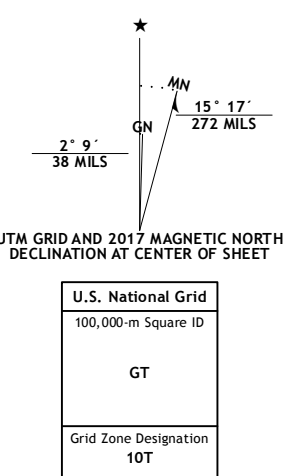 ★
MN
15° 17´
272 MILS
GN
2° 9´
38 MILS
UTM GRID AND 2017 MAGNETIC NORTH
DECLINATION AT CENTER OF SHEET
U.S. National Grid
100,000-m Square ID
GT
Grid Zone Designation
10T